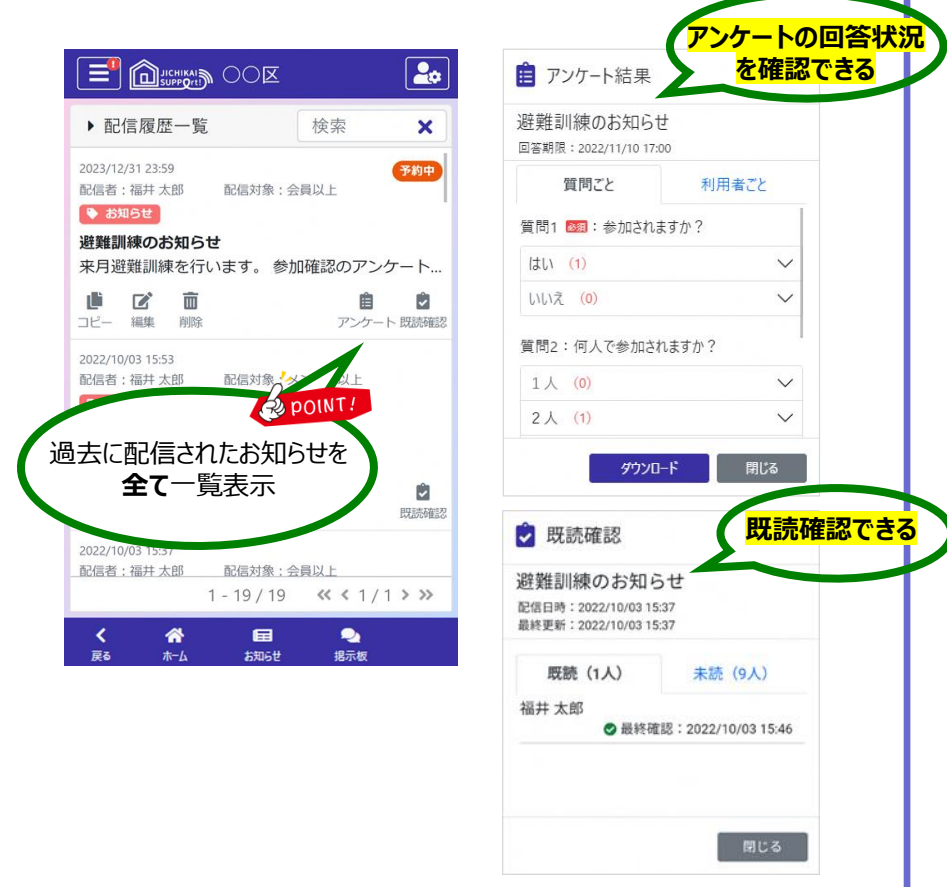 JICHIKAI
SUPPORT!
〇〇区
配信履歴一覧
検索
2023/12/31 23:59
予約中
配信者：福井 太郎
配信対象：会員以上
お知らせ
避難訓練のお知らせ
来月避難訓練を行います。 参加確認のアンケート...
コピー
編集
削除
アンケート
既読確認
2022/10/03 15:53
配信者：福井 太郎
配信対象：
以上
POINT!
過去に配信されたお知らせを
全て一覧表示
既読確認
2022/10/03 15:37
配信者：福井 太郎
配信対象：会員以上
1 - 19 / 19
1 / 1
戻る
ホーム
お知らせ
掲示板
アンケートの回答状況
を確認できる
アンケート結果
避難訓練のお知らせ
回答期限：2022/11/10 17:00
質問ごと
利用者ごと
質問1 必須：参加されますか？
はい （1）
いいえ （0）
質問2：何人で参加されますか？
1人 （0）
2人 （1）
ダウンロード
閉じる
既読確認できる
既読確認
避難訓練のお知らせ
配信日時：2022/10/03 15:37
最終更新：2022/10/03 15:37
既読（1人）
未読（9人）
福井 太郎
最終確認：2022/10/03 15:46
閉じる